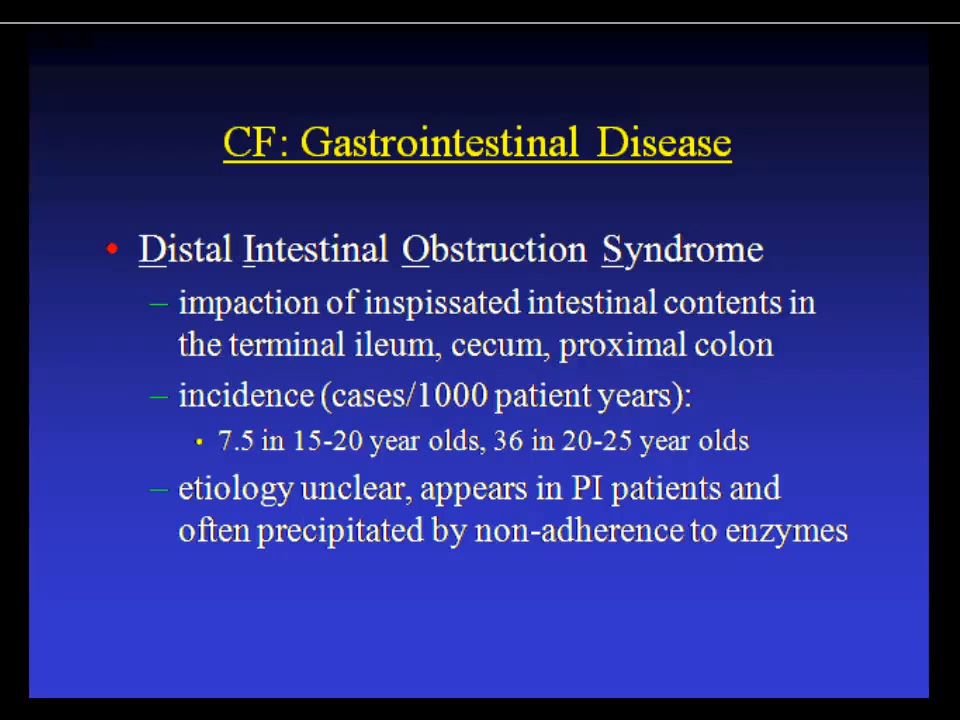 CF: Gastrointestinal Disease
• Distal Intestinal Obstruction Syndrome
– impaction of inspissated intestinal contents in
the terminal ileum, cecum, proximal colon
– incidence (cases/1000 patient years):
• 7.5 in 15-20 year olds, 36 in 20-25 year olds
– etiology unclear, appears in PI patients and
often precipitated by non-adherence to enzymes